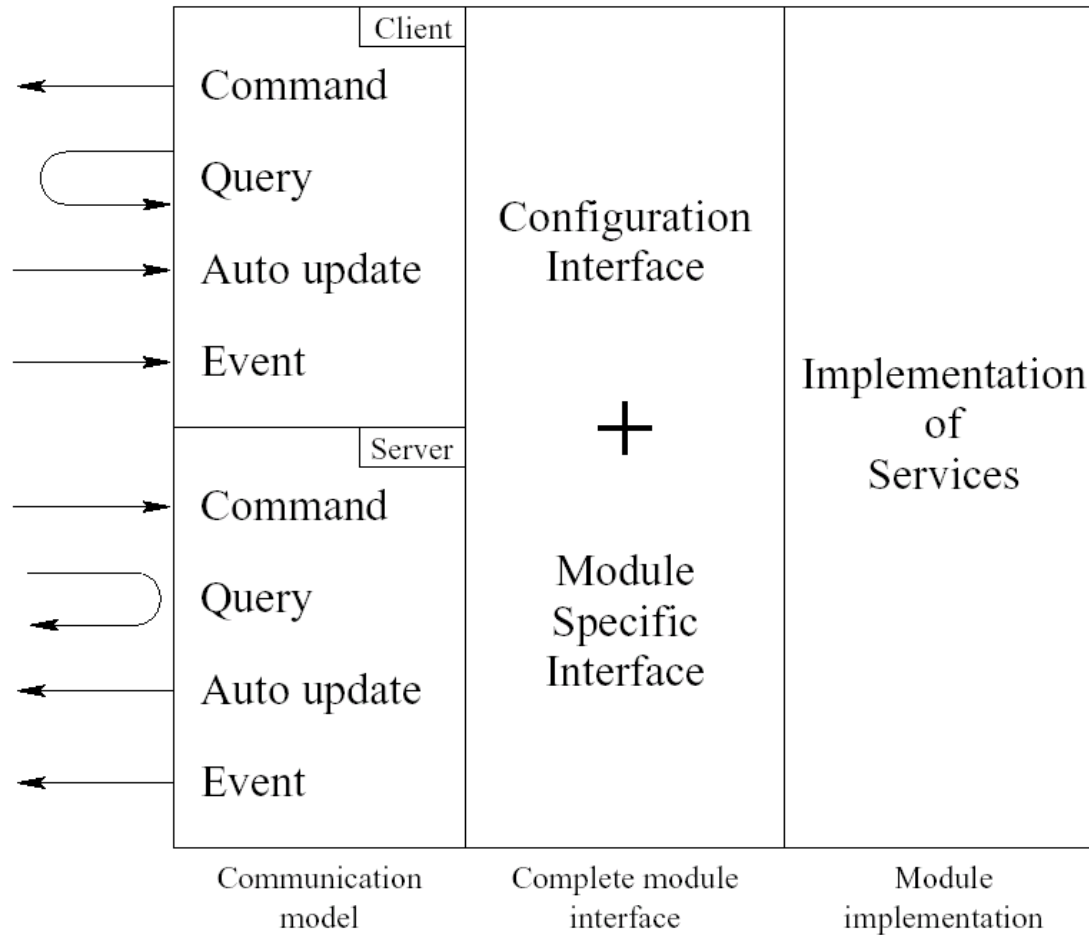 Client
Command
Query
Auto update
Event
Server
Command
Query
Auto update
Event
Configuration
Interface
+
Module
Specific
Interface
Implementation
of
Services
Communication
model
Complete module
interface
Module
implementation